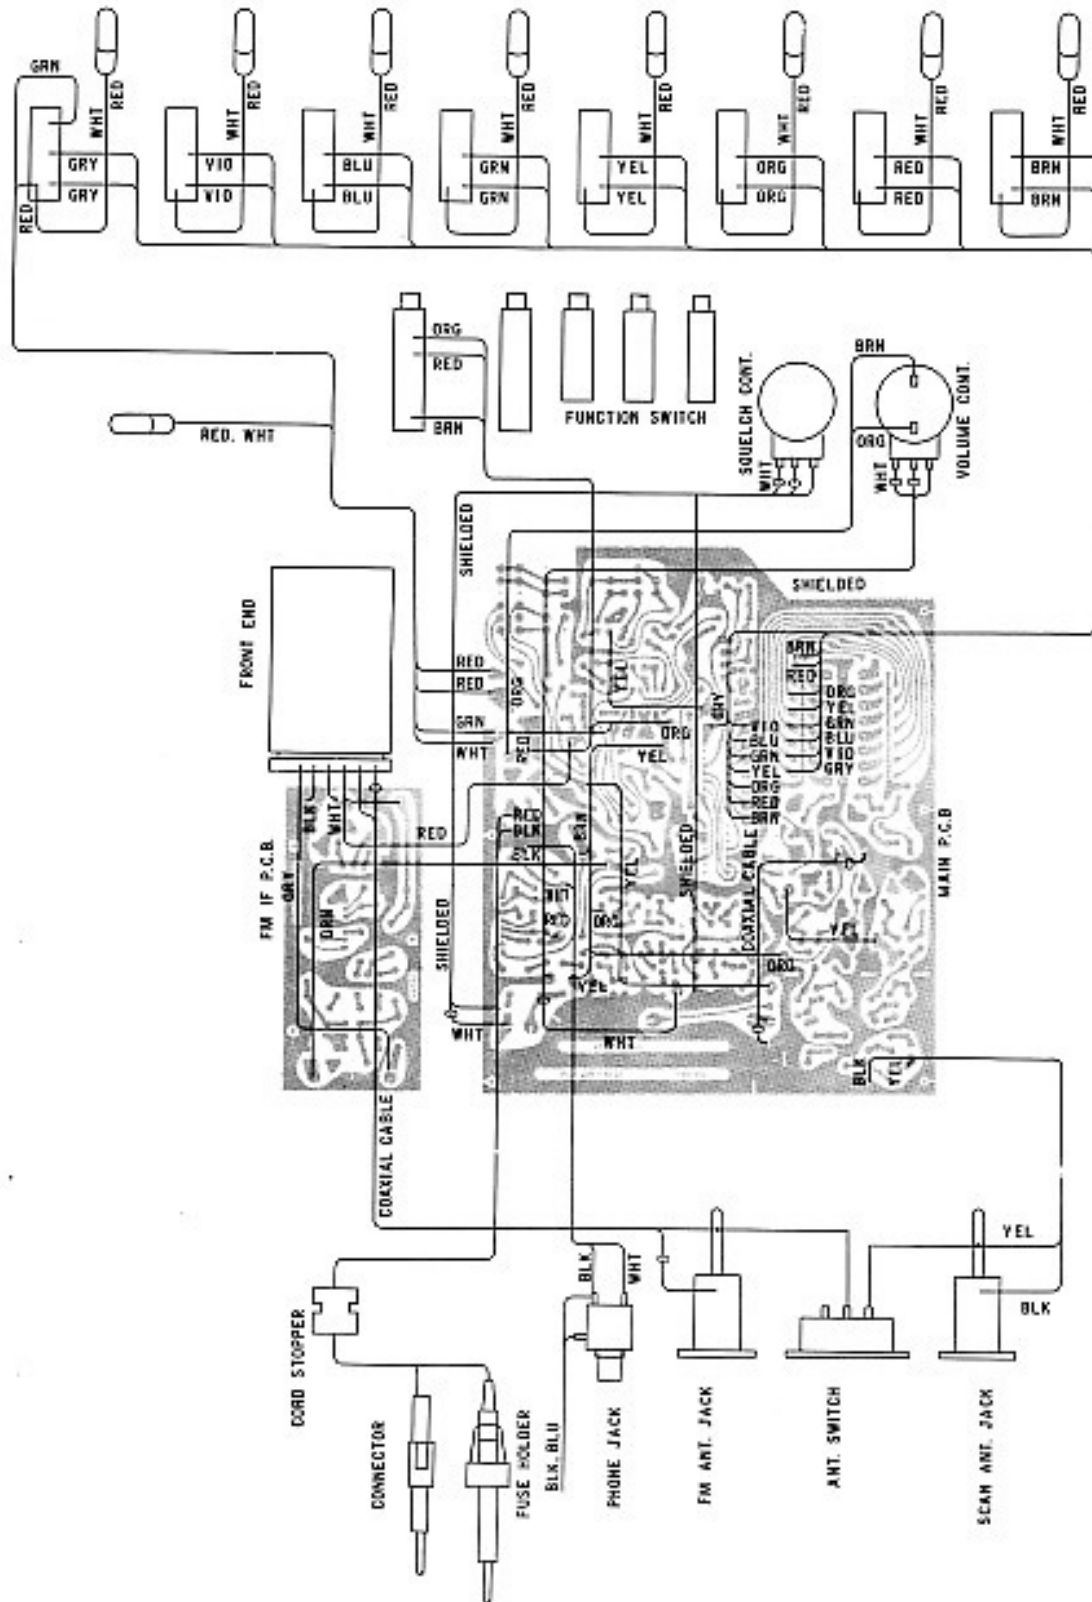 GRN
WHT
RED
WHT
RED
WHT
RED
WHT
RED
WHT
RED
WHT
RED
WHT
RED
WHT
RED
GRY
GRY
VIO
VIO
BLU
BLU
GRN
GRN
YEL
YEL
ORG
ORG
RED
RED
BRN
BRN
RED
ORG
RED
BRN
FUNCTION SWITCH
SQUELCH CONT.
WHT
BRN
ORG
WHT
VOLUME CONT.
RED. WHT
SHIELDED
SHIELDED
FRONT END
RED
RED
GRN
WHT
ORG
RED
YEL
ORG
YEL
GRY
VIO
BLU
GRN
YEL
ORG
RED
BRN
BRN
RED
ORG
YEL
GRN
BLU
VIO
GRY
BLK
WHT
RED
FM IF P.C.B.
GRY
RED
BLK
BLK
BRN
YEL
WHT
RED
ORG
SHIELDED
COAXIAL CABLE
MAIN P.C.B
YEL
ORG
YEL
SHIELDED
WHT
WHT
BLK
YEL
COAXIAL CABLE
CORD STOPPER
CONNECTOR
FUSE HOLDER
BLK
WHT
BLK.BLU
PHONE JACK
FM ANT. JACK
ANT. SWITCH
YEL
BLK
SCAN ANT. JACK